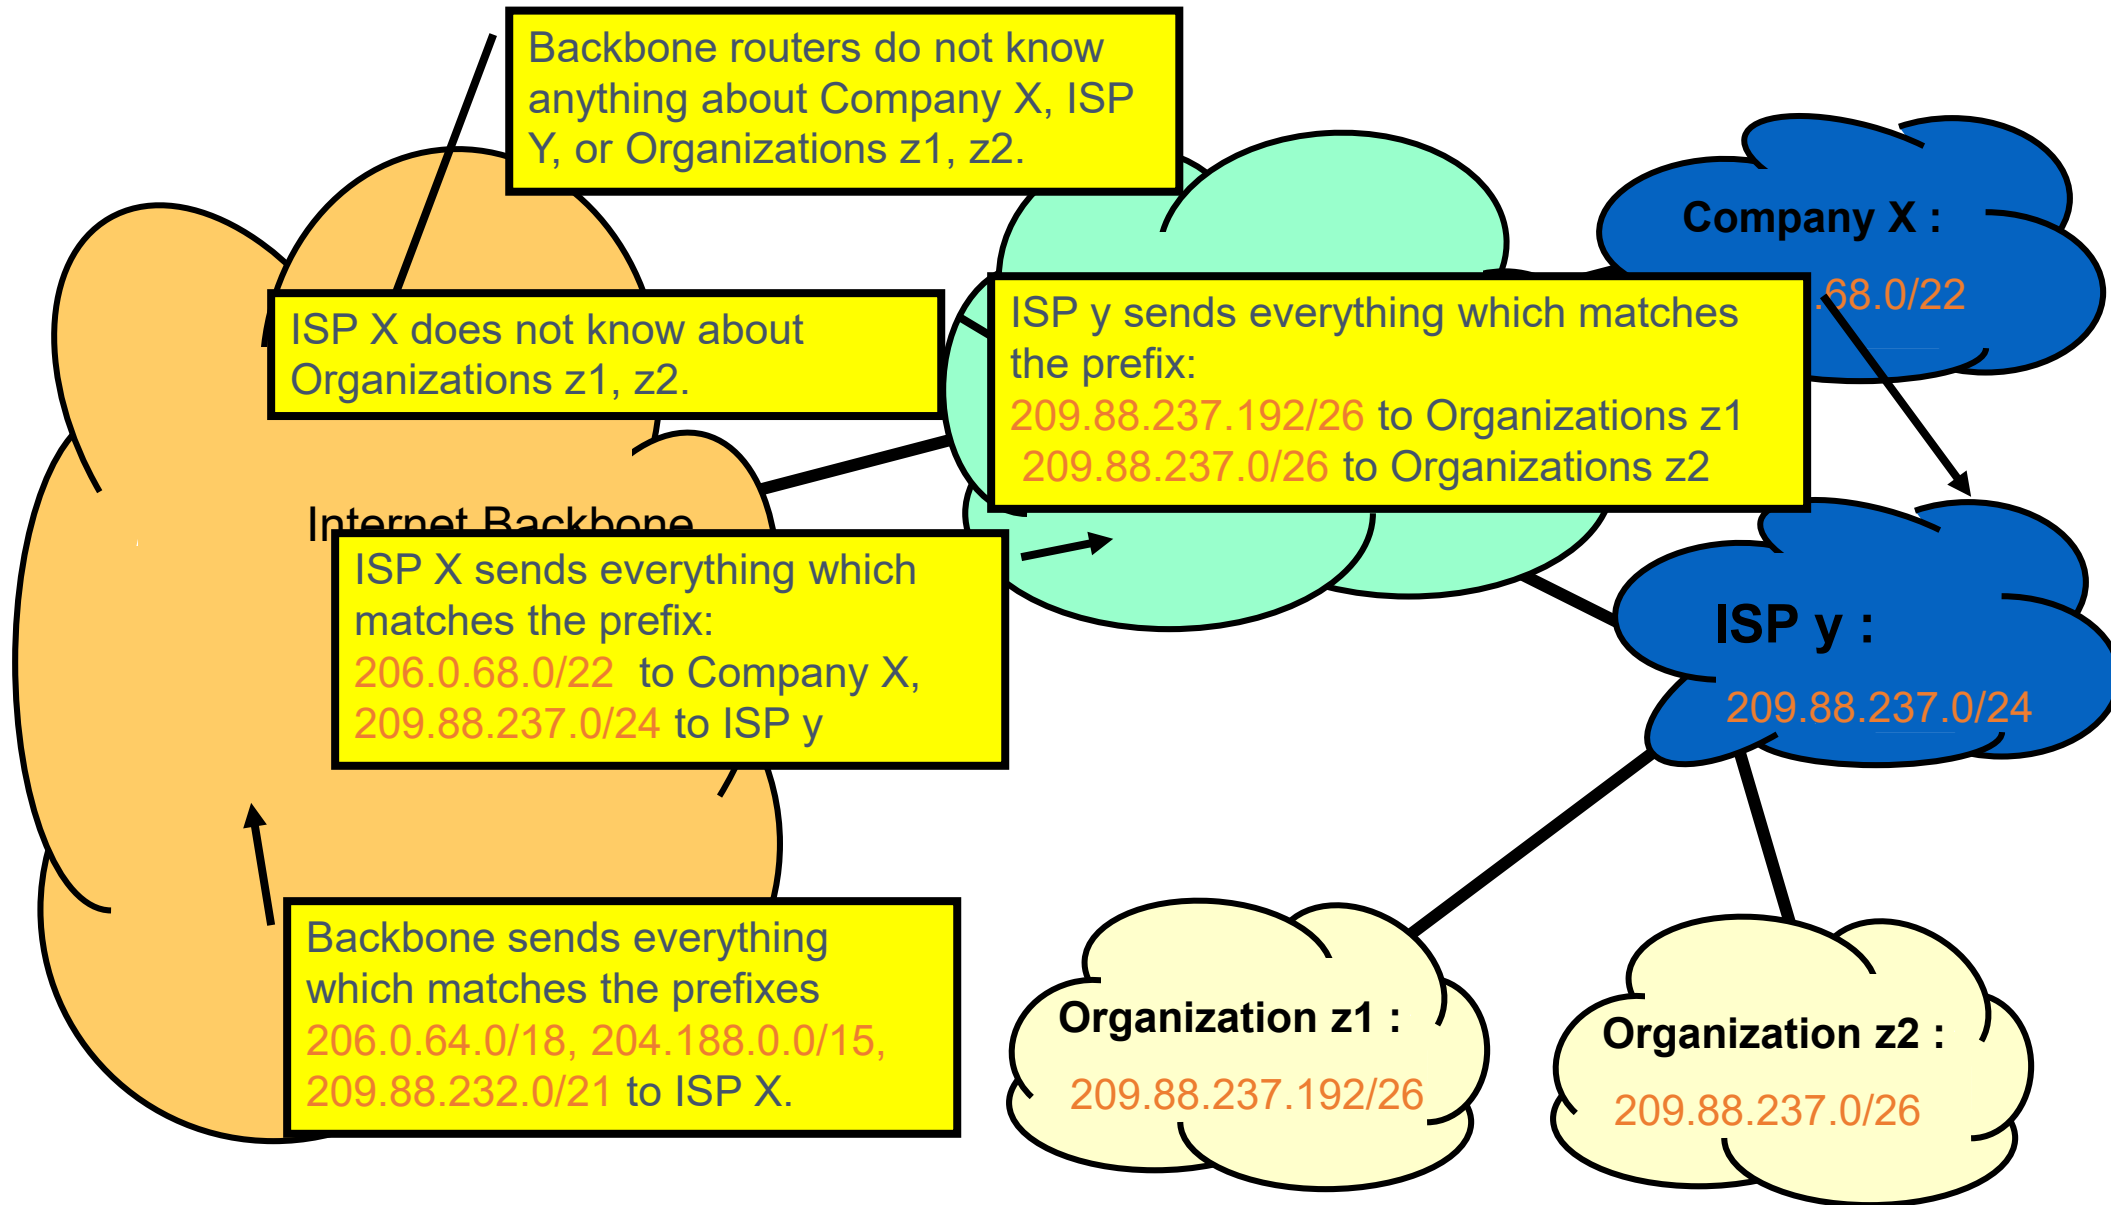 Backbone routers do not know
anything about Company X, ISP
Y, or Organizations z1, z2.
Company X :
.68.0/22
ISP X does not know about
Organizations z1, z2.
ISP y sends everything which matches
the prefix:
209.88.237.192/26 to Organizations z1
209.88.237.0/26 to Organizations z2
Internet Backbone
ISP X sends everything which
matches the prefix:
206.0.68.0/22 to Company X,
209.88.237.0/24 to ISP y
ISP y :
209.88.237.0/24
Backbone sends everything
which matches the prefixes
206.0.64.0/18, 204.188.0.0/15,
209.88.232.0/21 to ISP X.
Organization z1 :
209.88.237.192/26
Organization z2 :
209.88.237.0/26